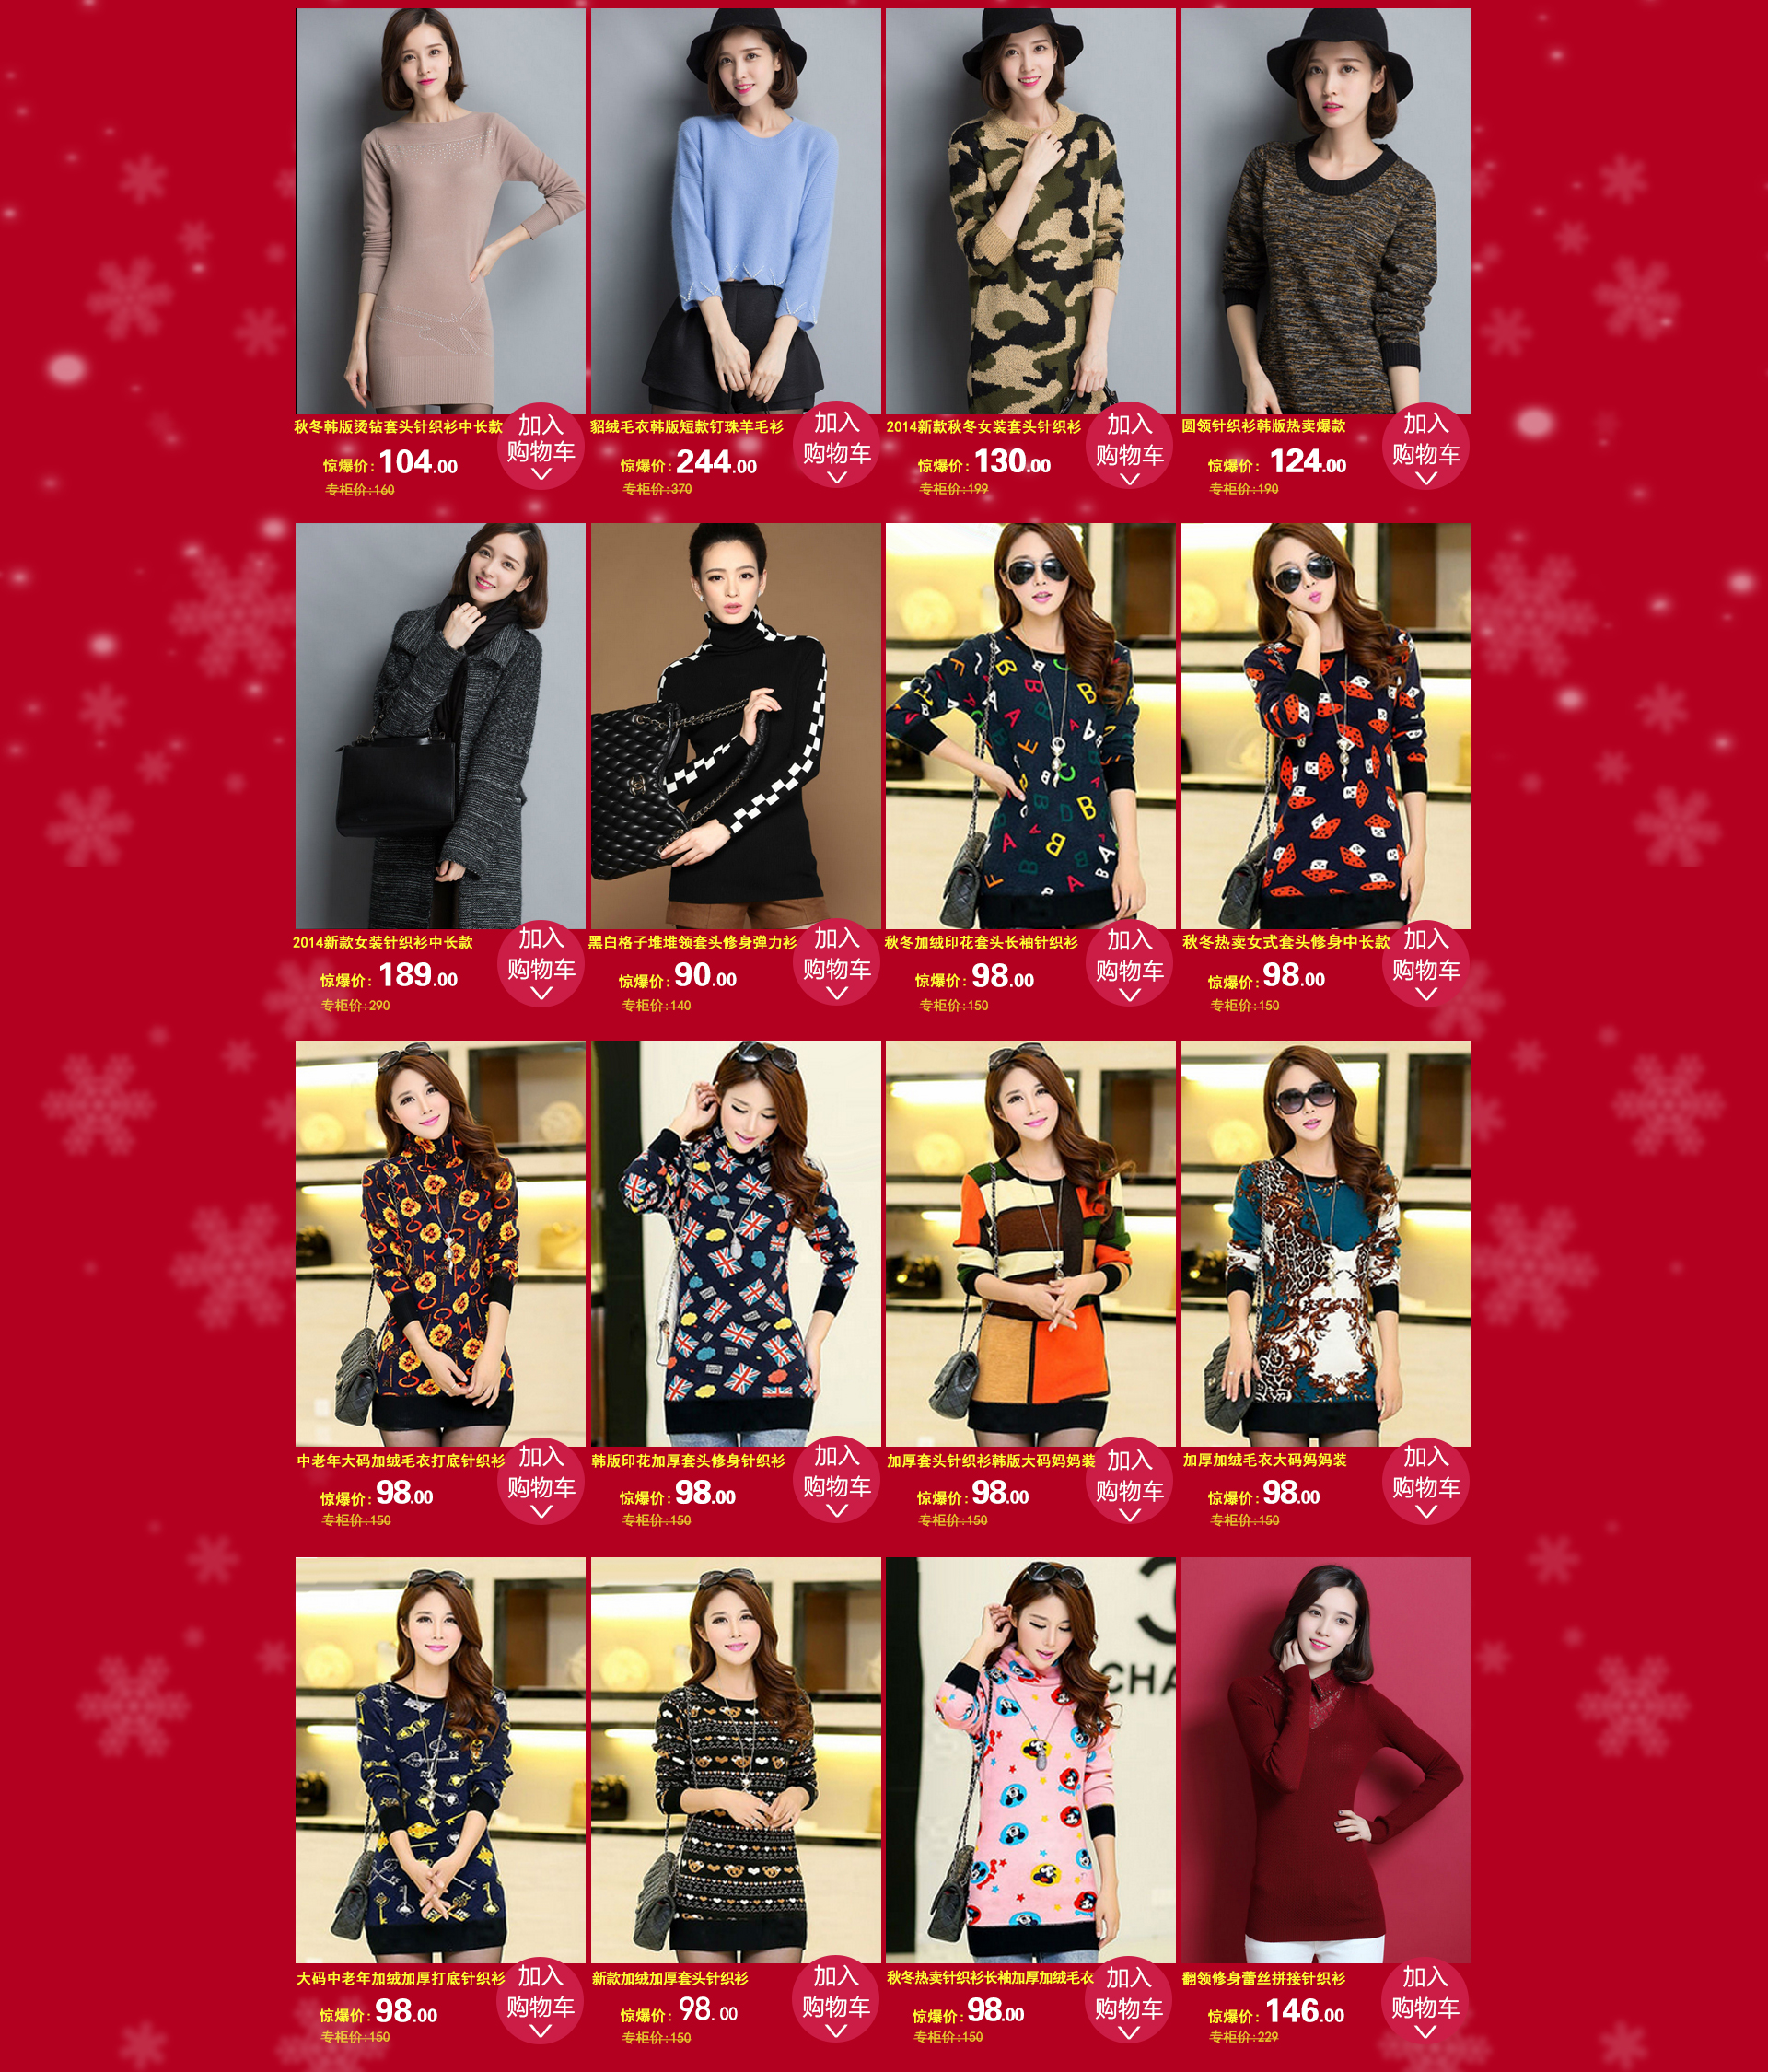 秋冬韩版烫钻套头针织衫中长款
惊爆价:104.00
专柜价:160
加入
购物车
貂绒毛衣韩版短款钉珠羊毛衫
惊爆价:244.00
专柜价:370
加入
购物车
2014新款秋冬女装套头针织衫
惊爆价:130.00
专柜价:199
加入
购物车
圆领针织衫韩版热卖爆款
惊爆价:124.00
专柜价:190
加入
购物车
2014新款女装针织衫中长款
惊爆价:189.00
专柜价:290
加入
购物车
黑白格子堆堆领套头修身弹力衫
惊爆价:90.00
专柜价:140
加入
购物车
秋冬加绒印花套头长袖针织衫
惊爆价:98.00
专柜价:150
加入
购物车
秋冬热卖女式套头修身中长款
惊爆价:98.00
专柜价:150
加入
购物车
中老年大码加绒毛衣打底针织衫
惊爆价:98.00
专柜价:150
加入
购物车
韩版印花加厚套头修身针织衫
惊爆价:98.00
专柜价:150
加入
购物车
加厚套头针织衫韩版大码妈妈装
惊爆价:98.00
专柜价:150
加入
购物车
加厚加绒毛衣大码妈妈装
惊爆价:98.00
专柜价:150
加入
购物车
CHA
大码中老年加绒加厚打底针织衫
惊爆价:98.00
专柜价:150
加入
购物车
新款加绒加厚套头针织衫
惊爆价:98.00
专柜价:150
加入
购物车
秋冬热卖针织衫长袖加厚加绒毛衣
惊爆价:98.00
专柜价:150
加入
购物车
翻领修身蕾丝拼接针织衫
惊爆价:146.00
专柜价:229
加入
购物车